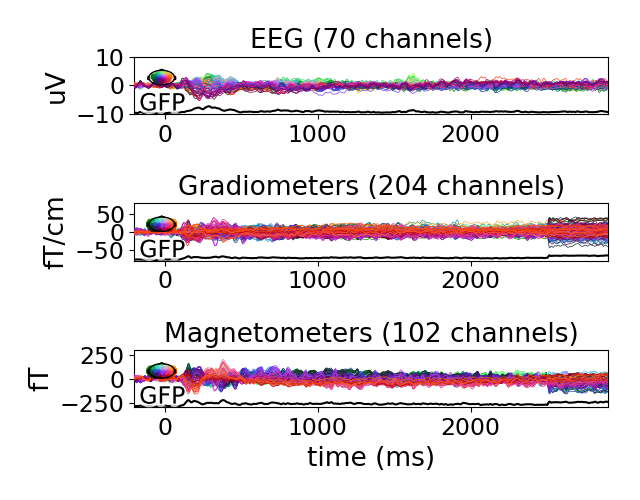 EEG (70 channels)
10
0
−10
uV
GFP
0
1000
2000
Gradiometers (204 channels)
50
0
−50
fT/cm
GFP
0
1000
2000
Magnetometers (102 channels)
250
0
−250
fT
GFP
0
1000
2000
time (ms)